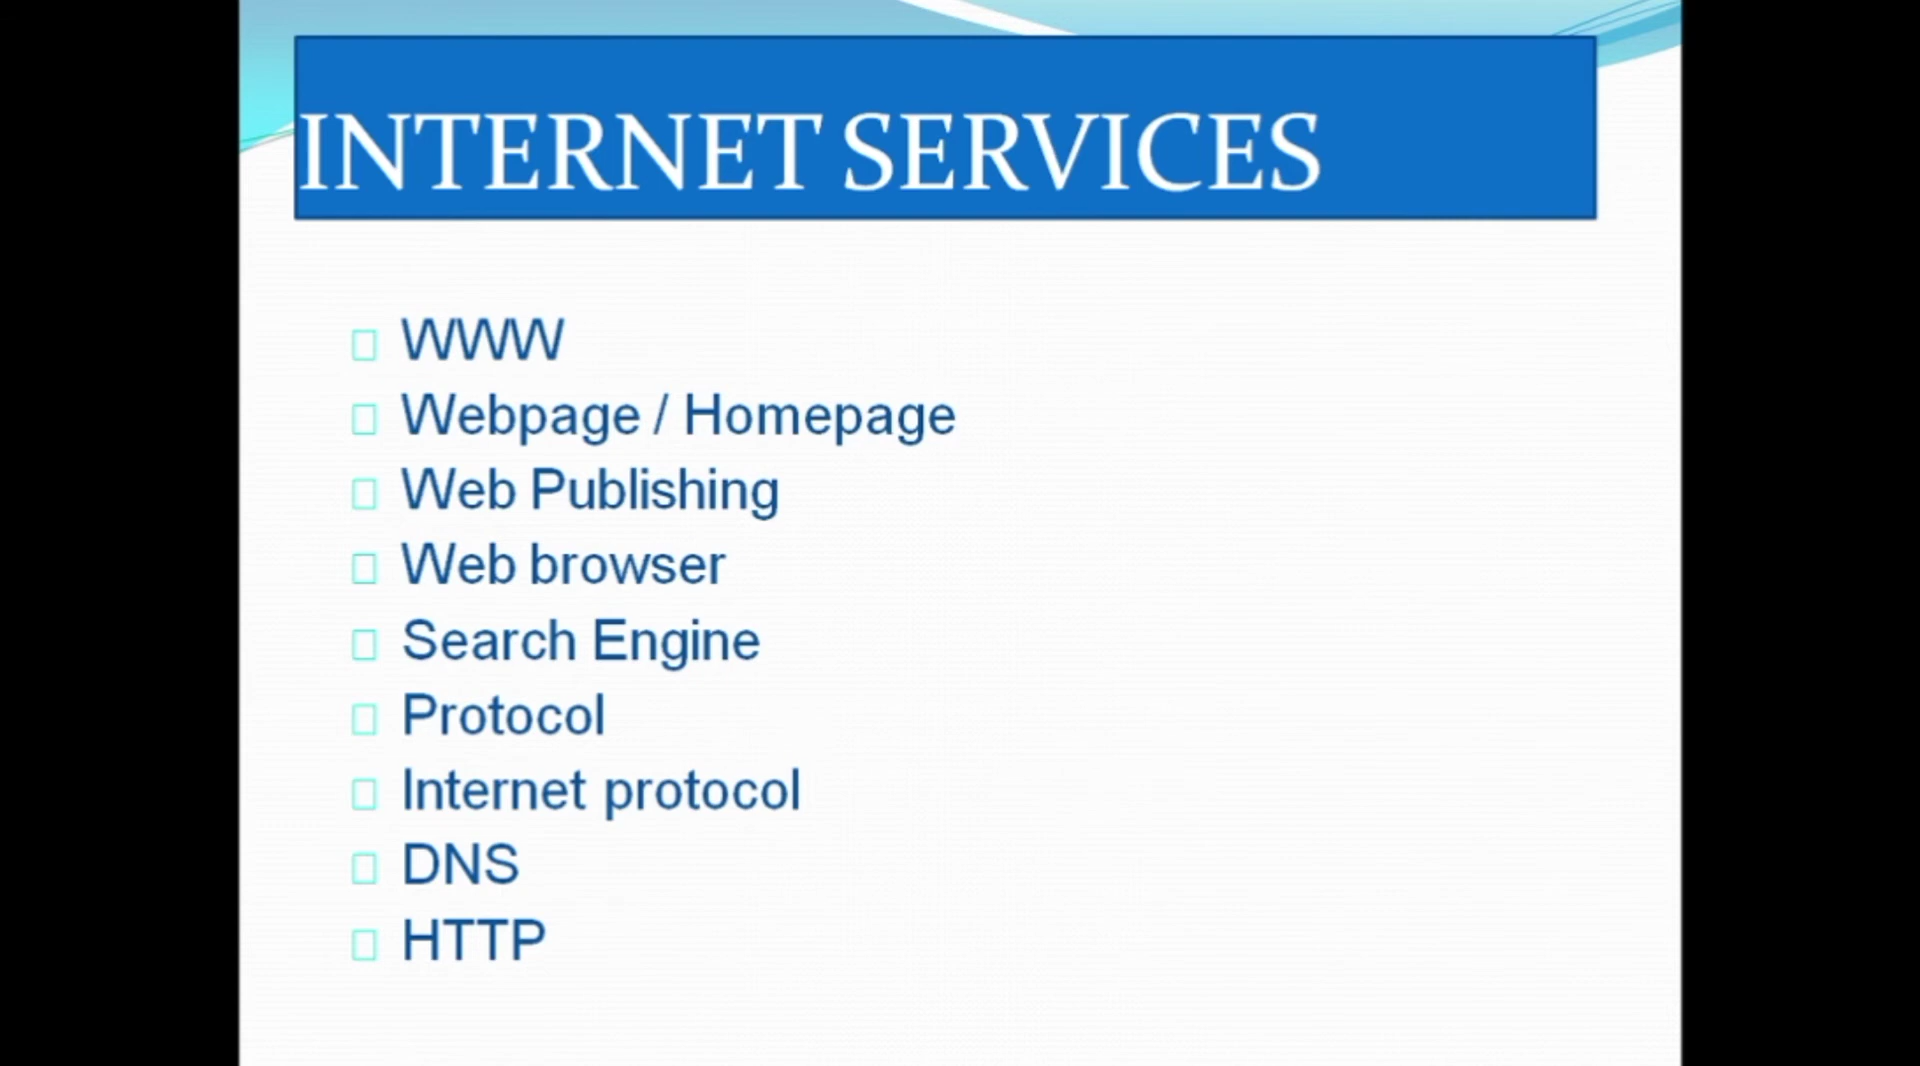 INTERNET SERVICES
WWW
Webpage / Homepage
Web Publishing
Web browser
Search Engine
Protocol
Internet protocol
DNS
HTTP